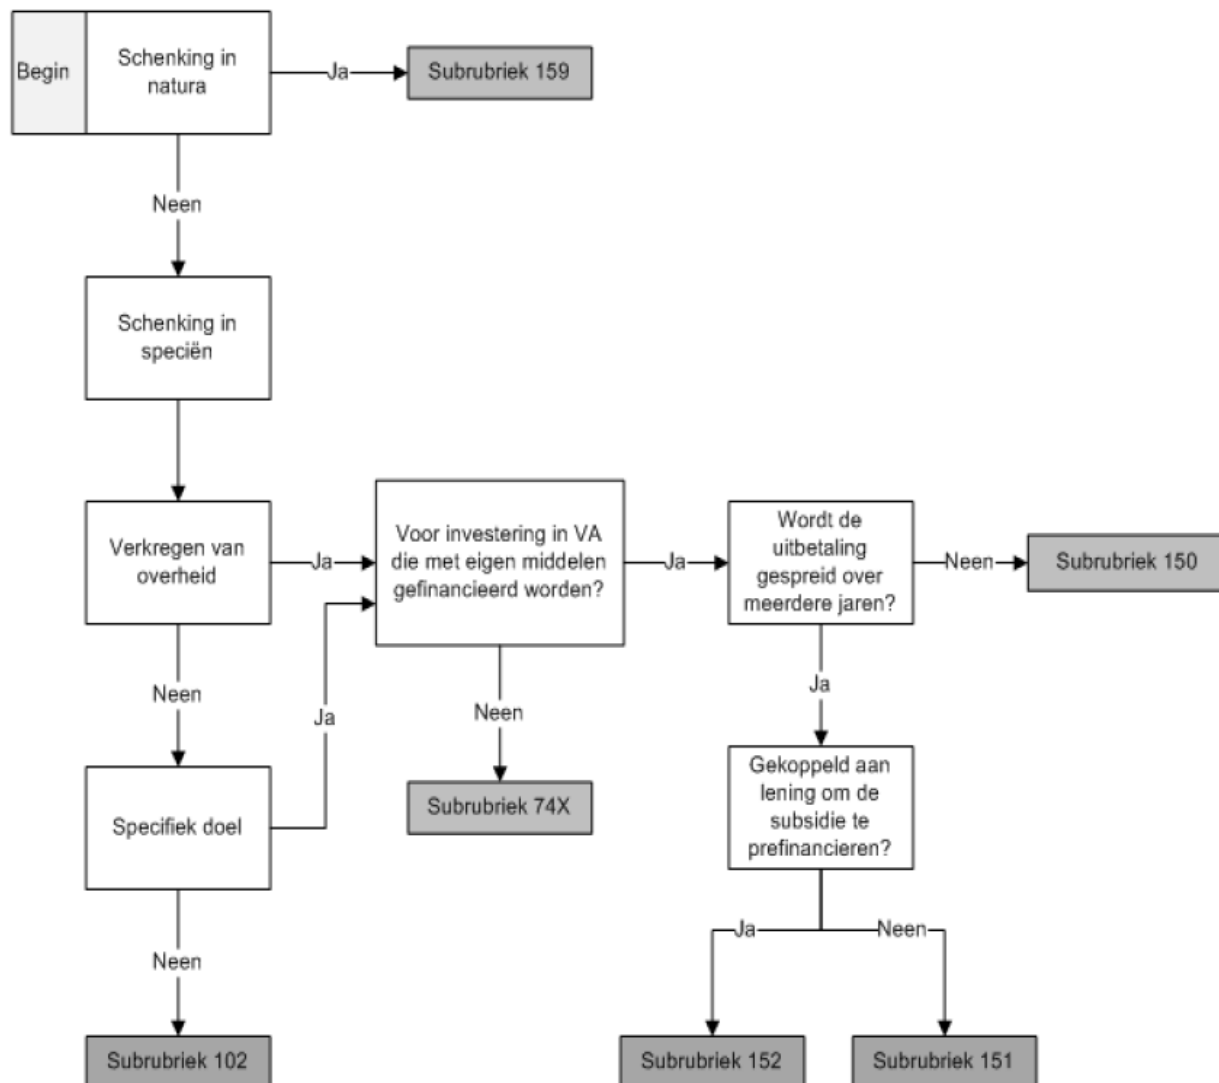 Begin
Schenking in
natura
Ja
Subrubriek 159
Neen
Schenking in
speciën
Verkregen van
overheid
Ja
Voor investering in VA
die met eigen middelen
gefinancieerd worden?
Ja
Wordt de
uitbetaling
gespreid over
meerdere jaren?
Neen
Subrubriek 150
Neen
Ja
Neen
Ja
Specifiek doel
Subrubriek 74X
Gekoppeld aan
lening om de
subsidie te
prefinancieren?
Neen
Ja
Neen
Subrubriek 102
Subrubriek 152
Subrubriek 151